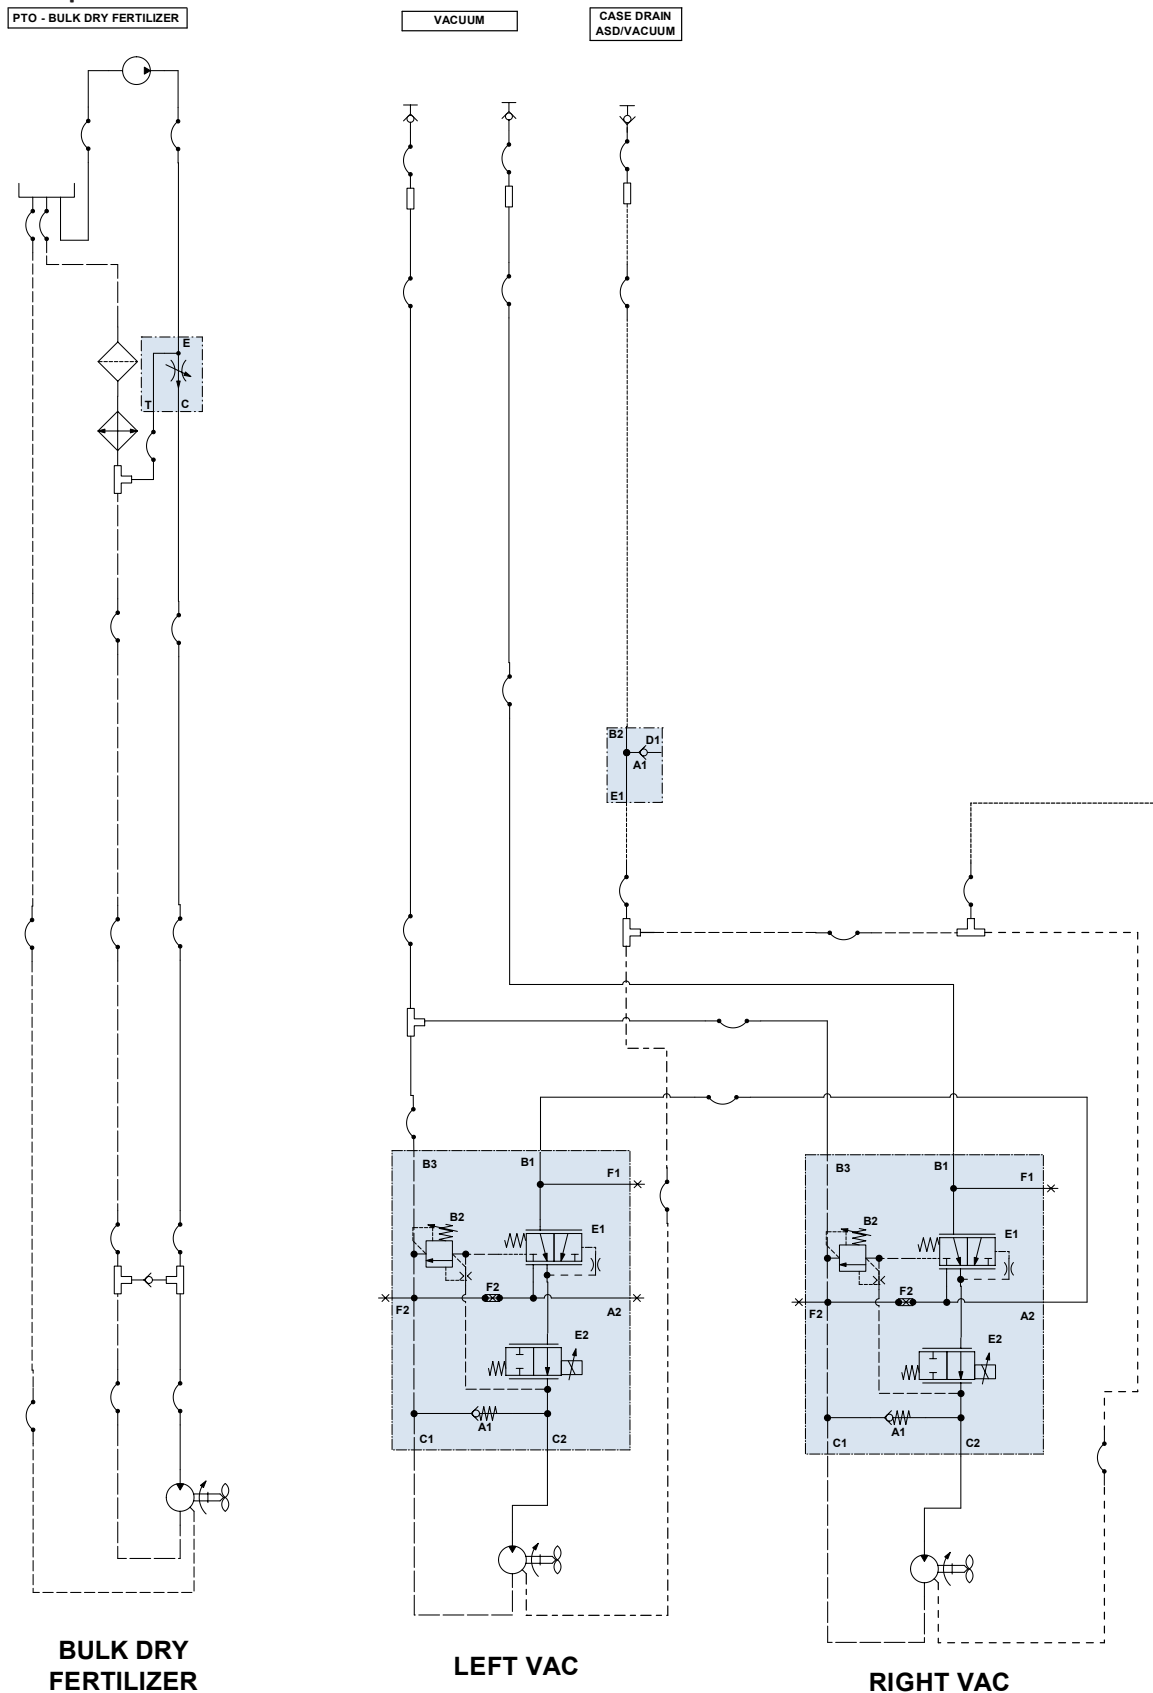 PTO - BULK DRY FERTILIZER
VACUUM
CASE DRAIN
ASD/VACUUM
E
T
C
B2
D1
A1
E1
B3
B1
F1
B2
E1
F2
F2
A2
E2
A1
C1
C2
B3
B1
F1
B2
E1
F2
F2
A2
E2
A1
C1
C2
BULK DRY
FERTILIZER
LEFT VAC
RIGHT VAC